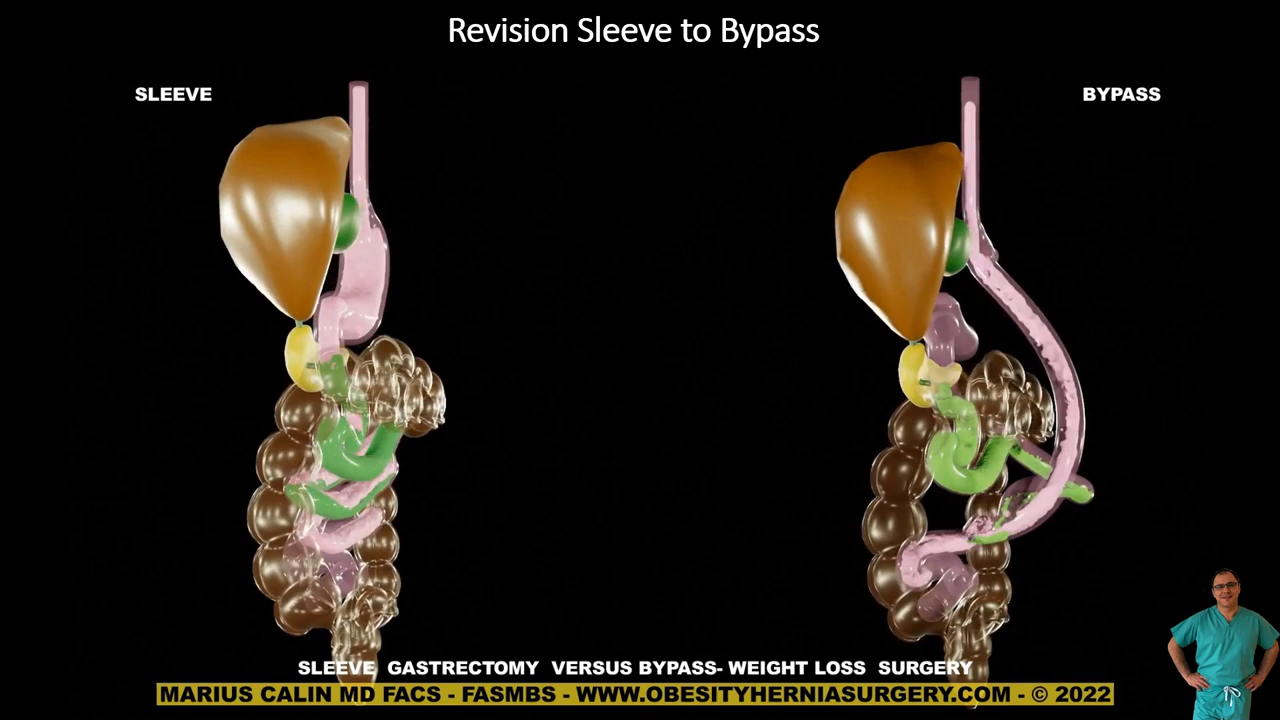 Revision Sleeve to Bypass
SLEEVE
BYPASS
SLEEVE GASTRECTOMY VERSUS BYPASS- WEIGHT LOSS SURGERY
MARIUS CALIN MD FACS - FASMBS - WWW.OBESITYHERNIASURGERY.COM - © 2022